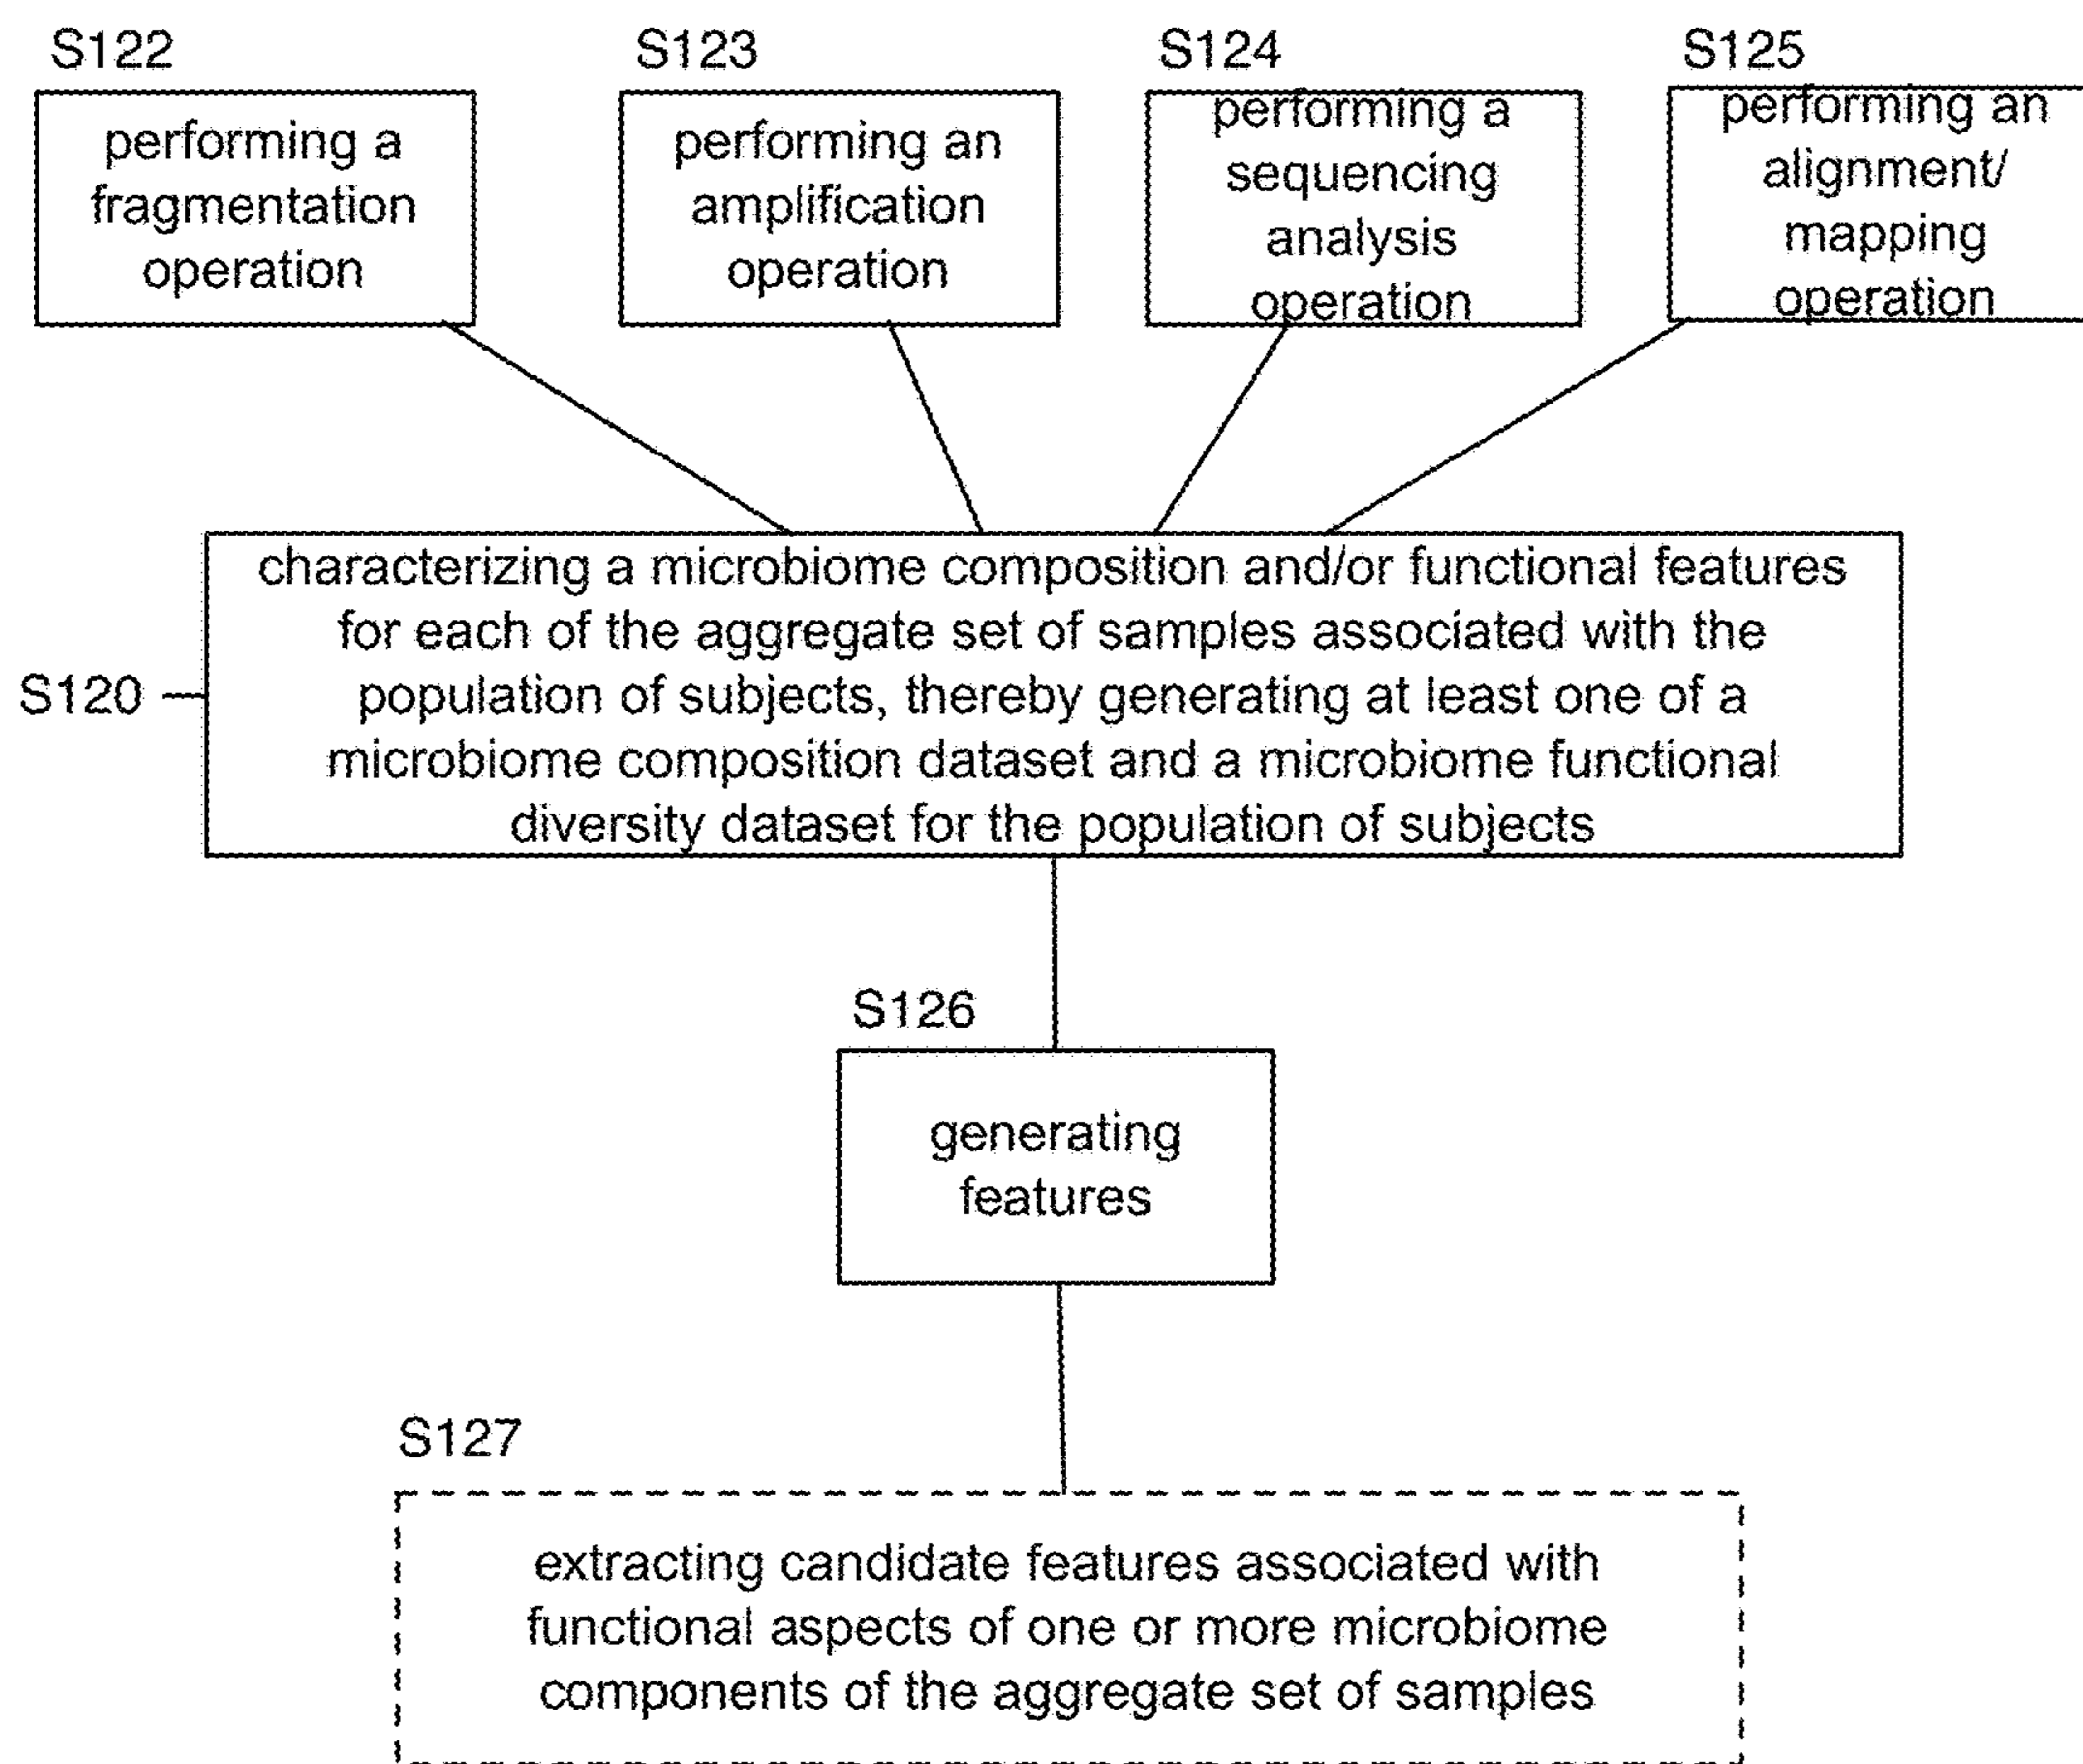 S122
performing a
fragmentation
operation
S123
performing an
amplification
operation
S124
performing a
sequencing
analysis
operation
S125
performing an
alignment/
mapping
operation
S120
characterizing a microbiome composition and/or functional features
for each of the aggregate set of samples associated with the
population of subjects, thereby generating at least one of a
microbiome composition dataset and a microbiome functional
diversity dataset for the population of subjects
S126
generating
features
S127
extracting candidate features associated with
functional aspects of one or more microbiome
components of the aggregate set of samples